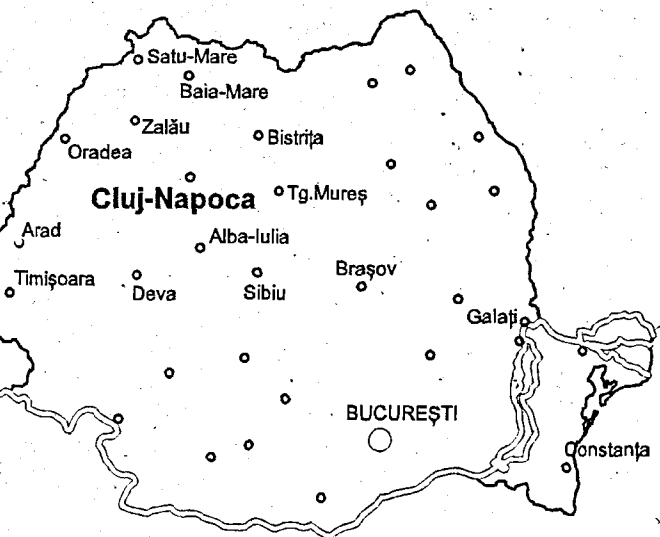 Satu-Mare
Baia-Mare
Zalău
Bistrița
Oradea
Cluj-Napoca
Tg.Mureș
Arad
Alba-Iulia
Timișoara
Deva
Sibiu
Brașov
Galați
BUCUREȘTI
Constanța